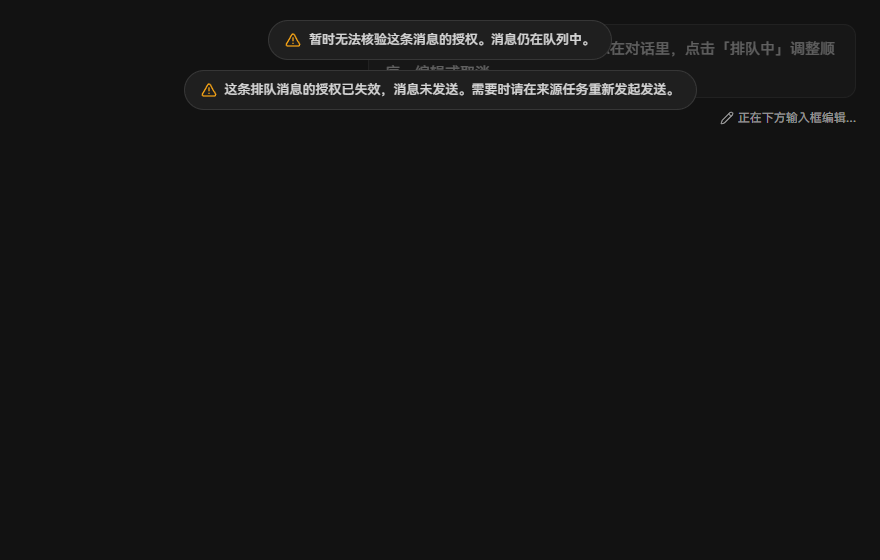 暂时无法核验这条消息的授权。消息仍在队列中。
在对话里，点击「排队中」调整顺
这条排队消息的授权已失效，消息未发送。需要时请在来源任务重新发起发送。
正在下方输入框编辑...